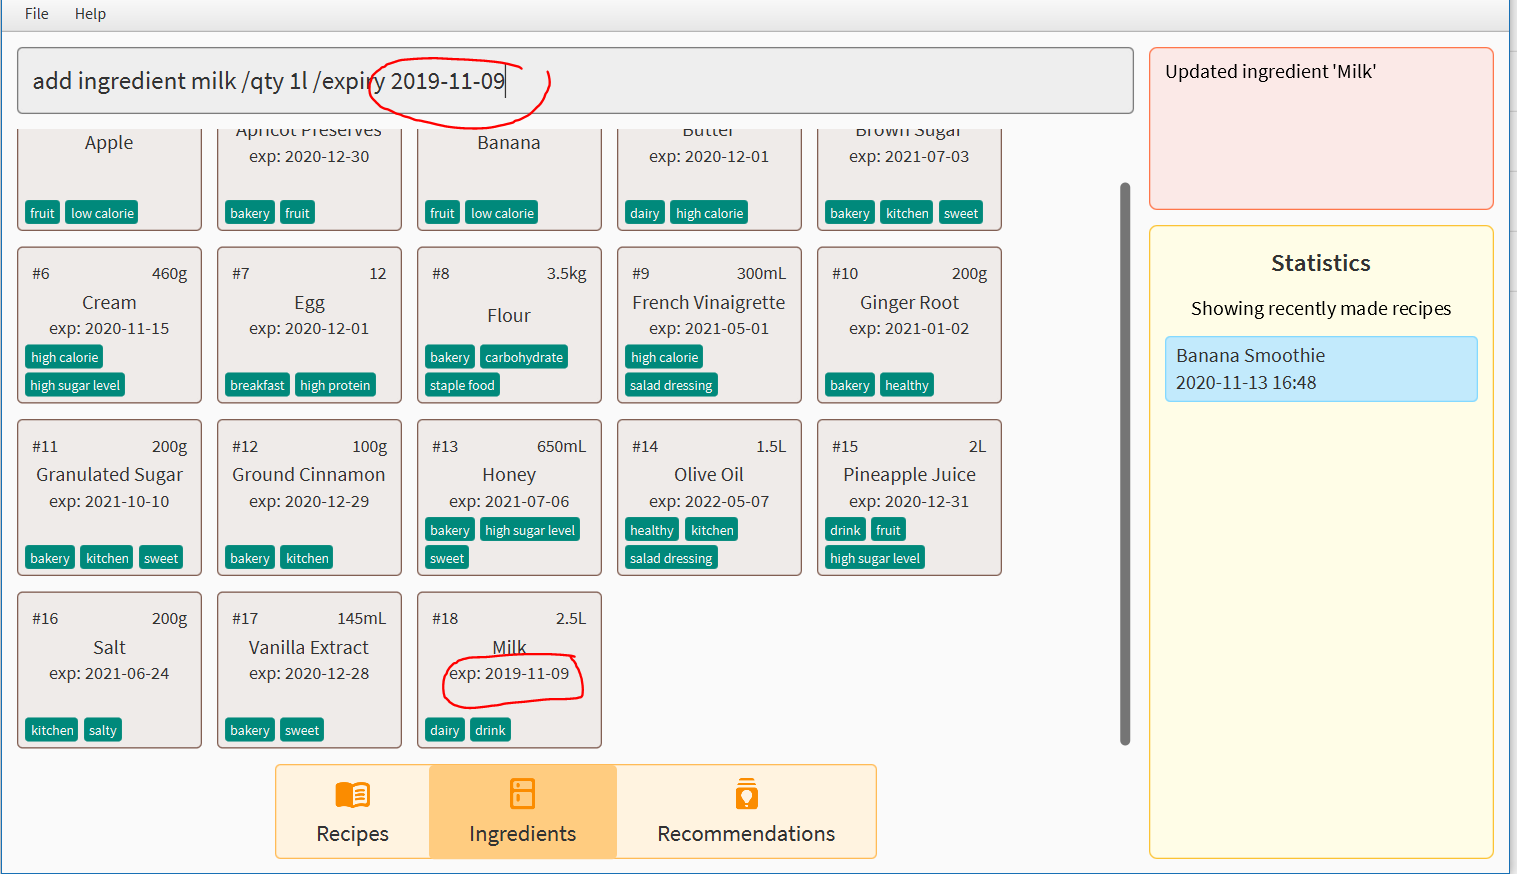 File Help
add ingredient milk /qty 1l /expiry 2019-11-09
Updated ingredient 'Milk'
Apple
fruit low calorie
Apricot Preserves
exp: 2020-12-30
bakery fruit
Banana
fruit low calorie
Butter
exp: 2020-12-01
dairy high calorie
Brown Sugar
exp: 2021-07-03
bakery kitchen sweet
#6 460g
Cream
exp: 2020-11-15
high calorie
high sugar level
#7 12
Egg
exp: 2020-12-01
breakfast high protein
#8 3.5kg
Flour
bakery carbohydrate
staple food
#9 300mL
French Vinaigrette
exp: 2021-05-01
high calorie
salad dressing
#10 200g
Ginger Root
exp: 2021-01-02
bakery healthy
#11 200g
Granulated Sugar
exp: 2021-10-10
bakery kitchen sweet
#12 100g
Ground Cinnamon
exp: 2020-12-29
bakery kitchen
#13 650mL
Honey
exp: 2021-07-06
bakery high sugar level
sweet
#14 1.5L
Olive Oil
exp: 2022-05-07
healthy kitchen
salad dressing
#15 2L
Pineapple Juice
exp: 2020-12-31
drink fruit
high sugar level
#16 200g
Salt
exp: 2021-06-24
kitchen salty
#17 145mL
Vanilla Extract
exp: 2020-12-28
bakery sweet
#18 2.5L
Milk
exp: 2019-11-09
dairy drink
Statistics
Showing recently made recipes
Banana Smoothie
2020-11-13 16:48
Recipes Ingredients Recommendations